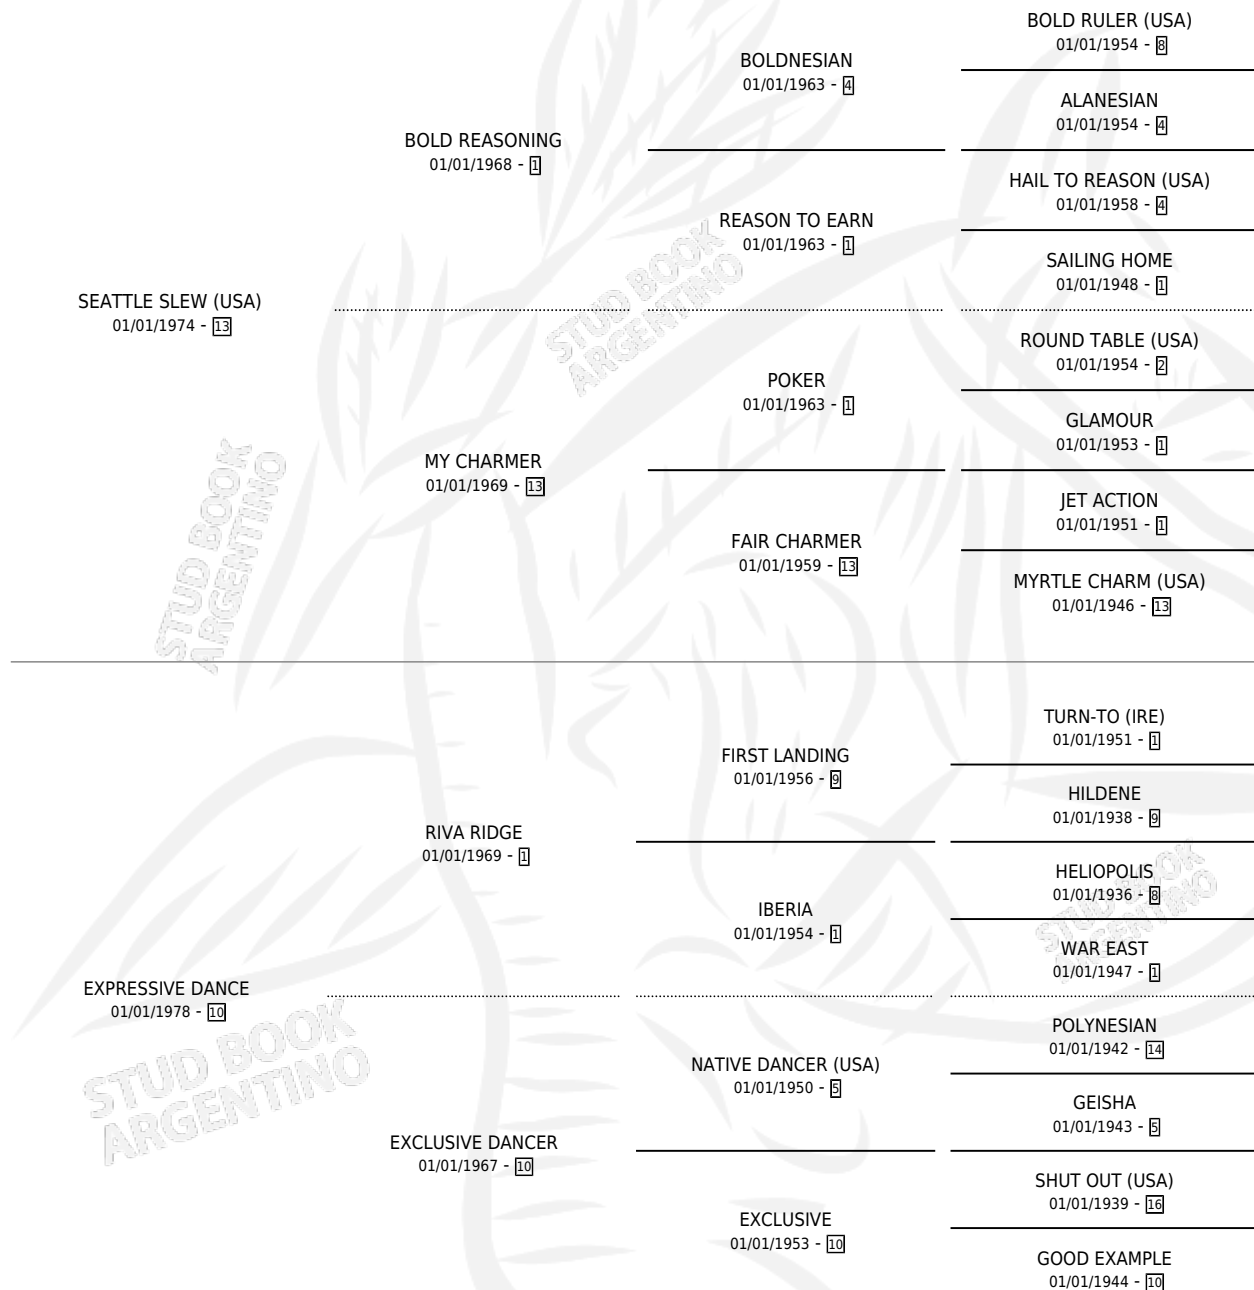 SEATTLE SLEW (USA)
01/01/1974 - 13
BOLD REASONING
01/01/1968 - 1
MY CHARMER
01/01/1969 - 13
BOLDNESIAN
01/01/1963 - 4
REASON TO EARN
01/01/1963 - 1
POKER
01/01/1963 - 1
FAIR CHARMER
01/01/1959 - 13
BOLD RULER (USA)
01/01/1954 - 8
ALANESIAN
01/01/1954 - 4
HAIL TO REASON (USA)
01/01/1958 - 4
SAILING HOME
01/01/1948 - 1
ROUND TABLE (USA)
01/01/1954 - 2
GLAMOUR
01/01/1953 - 1
JET ACTION
01/01/1951 - 1
MYRTLE CHARM (USA)
01/01/1946 - 13
STUD BOOK
ARGENTINO
STUD BOOK
ARGENTINO
EXPRESSIVE DANCE
01/01/1978 - 10
RIVA RIDGE
01/01/1969 - 1
EXCLUSIVE DANCER
01/01/1967 - 10
FIRST LANDING
01/01/1956 - 9
IBERIA
01/01/1954 - 1
NATIVE DANCER (USA)
01/01/1950 - 5
EXCLUSIVE
01/01/1953 - 10
TURN-TO (IRE)
01/01/1951 - 1
HILDENE
01/01/1938 - 9
HELIOPOLIS
01/01/1936 - 8
WAR EAST
01/01/1947 - 1
POLYNESIAN
01/01/1942 - 14
GEISHA
01/01/1943 - 5
SHUT OUT (USA)
01/01/1939 - 16
GOOD EXAMPLE
01/01/1944 - 10
STUD BOOK
ARGENTINO
STUD BOOK
ARGENTINO